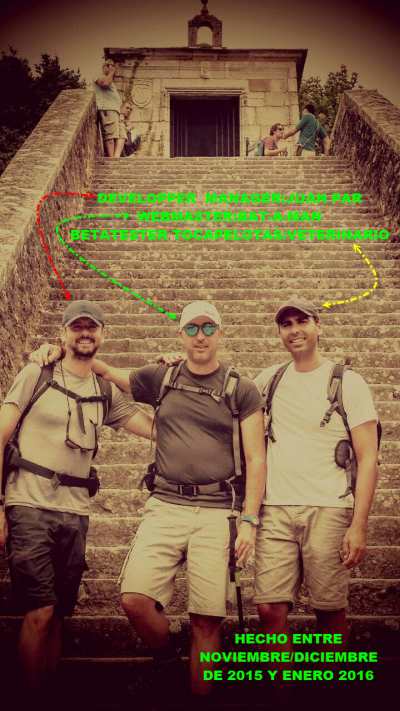 DEVELOPPER MANAGER:JUAN PAR
WEBMASTER:BAT-A-MAN
BETATESTER TOCAPELOTAS:VETERINARIO
HECHO ENTRE
NOVIEMBRE/DICIEMBRE
DE 2015 Y ENERO 2016